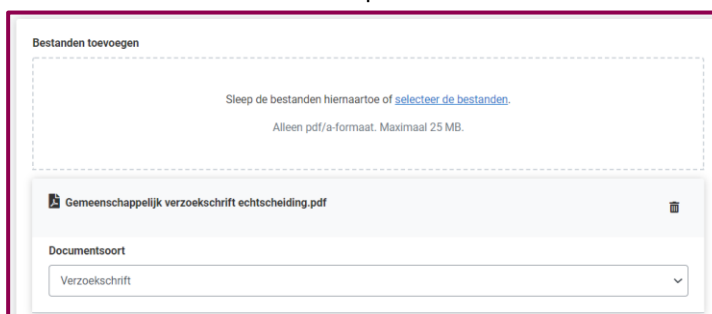 Bestanden toevoegen
Sleep de bestanden hiernaartoe of selecteer de bestanden.
Alleen pdf/a-formaat. Maximaal 25 MB.
Gemeenschappelijk verzoekschrift echtscheiding.pdf
Documentsoort
Verzoekschrift